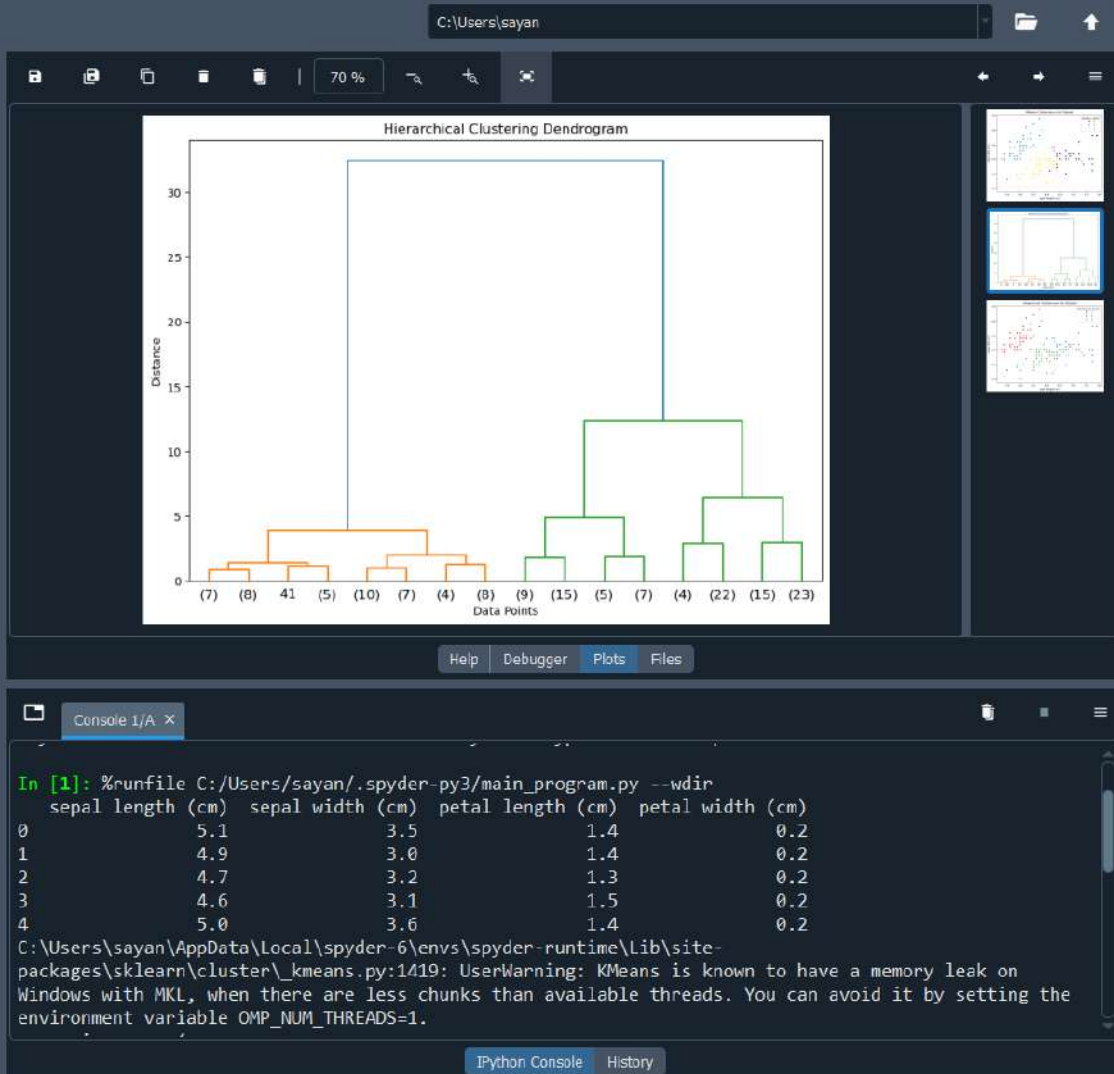 C:\Users\sayan
70 %
Hierarchical Clustering Dendrogram
30
25
20
15
10
5
0
Distance
(7) (8) 41 (5) (10) (7) (4) (8) (9) (15) (5) (7) (4) (22) (15) (23)
Data Points
Help Debugger Plots Files
Console 1/A ×
In [1]: %runfile C:/Users/sayan/.spyder-py3/main_program.py --wdir
sepal length (cm) sepal width (cm) petal length (cm) petal width (cm)
0 5.1 3.5 1.4 0.2
1 4.9 3.0 1.4 0.2
2 4.7 3.2 1.3 0.2
3 4.6 3.1 1.5 0.2
4 5.0 3.6 1.4 0.2
C:\Users\sayan\AppData\Local\spyder-6\envs\spyder-runtime\Lib\site-
packages\sklearn\cluster\_kmeans.py:1419: UserWarning: KMeans is known to have a memory leak on
Windows with MKL, when there are less chunks than available threads. You can avoid it by setting the
environment variable OMP_NUM_THREADS=1.
IPython Console History